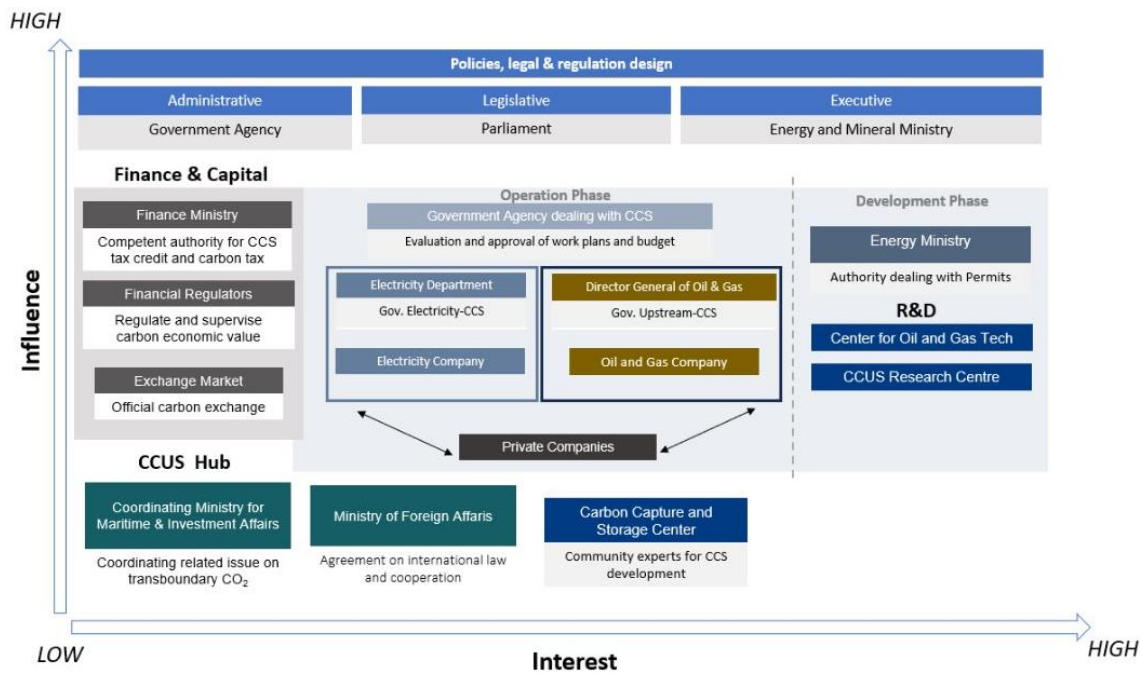 HIGH
Policies, legal & regulation design
Administrative
Legislative
Executive
Government Agency
Parliament
Energy and Mineral Ministry
Finance & Capital
Finance Ministry
Competent authority for CCS
tax credit and carbon tax
Financial Regulators
Regulate and supervise
carbon economic value
Exchange Market
Official carbon exchange
Operation Phase
Government Agency dealing with CCS
Evaluation and approval of work plans and budget
Electricity Department
Gov. Electricity-CCS
Electricity Company
Director General of Oil & Gas
Gov. Upstream-CCS
Oil and Gas Company
Private Companies
Development Phase
Energy Ministry
Authority dealing with Permits
R&D
Center for Oil and Gas Tech
CCUS Research Centre
CCUS Hub
Coordinating Ministry for
Maritime & Investment Affairs
Coordinating related issue on
transboundary CO₂
Ministry of Foreign Affaris
Agreement on international law
and cooperation
Carbon Capture and
Storage Center
Community experts for CCS
development
Influence
LOW
Interest
HIGH